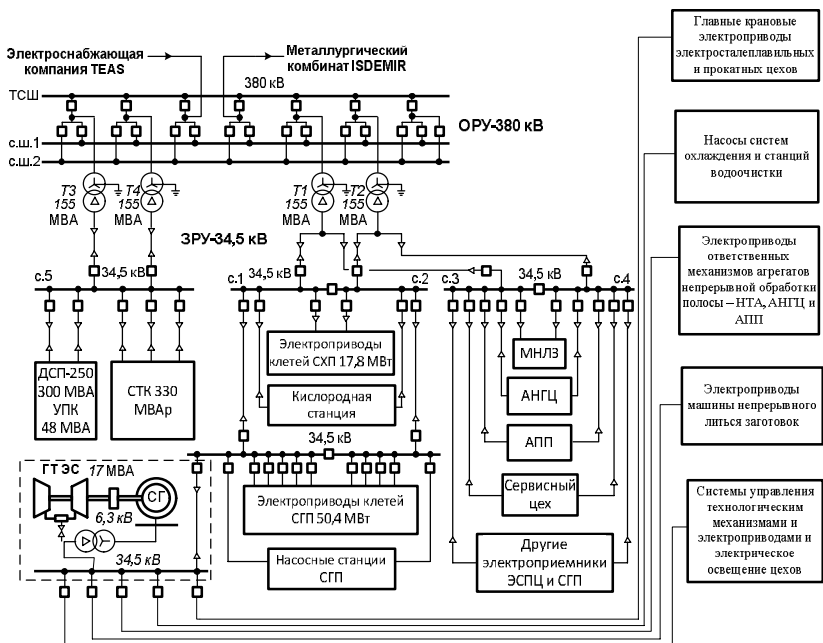 Электроснабжающая
компания TEAS
Металлургический
комбинат ISDEMIR
380 кВ
ТСШ
ОРУ-380 кВ
с.ш.1
с.ш.2
Т3
155
МВА
Т4
155
МВА
Т1
155
МВА
Т2
155
МВА
ЗРУ-34,5 кВ
с.5
34,5 кВ
с.1
34,5 кВ
с.2
с.3
34,5 кВ
с.4
ДСП-250
300 МВА
УПК
48 МВА
СТК 330
МВАр
Электроприводы
клетей СХП 17,8 МВт
Кислородная
станция
34,5 кВ
Электроприводы клетей
СГП 50,4 МВт
Насосные станции
СГП
МНЛЗ
АНГЦ
АПП
Сервисный
цех
Другие
электроприемники
ЭСПЦ и СГП
ГТ ЭС
17 МВА
СГ
6,3 кВ
34,5 кВ
Главные крановые
электроприводы
электросталеплавильных
и прокатных цехов
Насосы систем
охлаждения и станций
водоочистки
Электроприводы
ответственных
механизмов агрегатов
непрерывной обработки
полосы – НТА, АНГЦ и
АПП
Электроприводы
машины непрерывного
литься заготовок
Системы управления
технологическим
механизмами и
электроприводами и
электрическое
освещение цехов